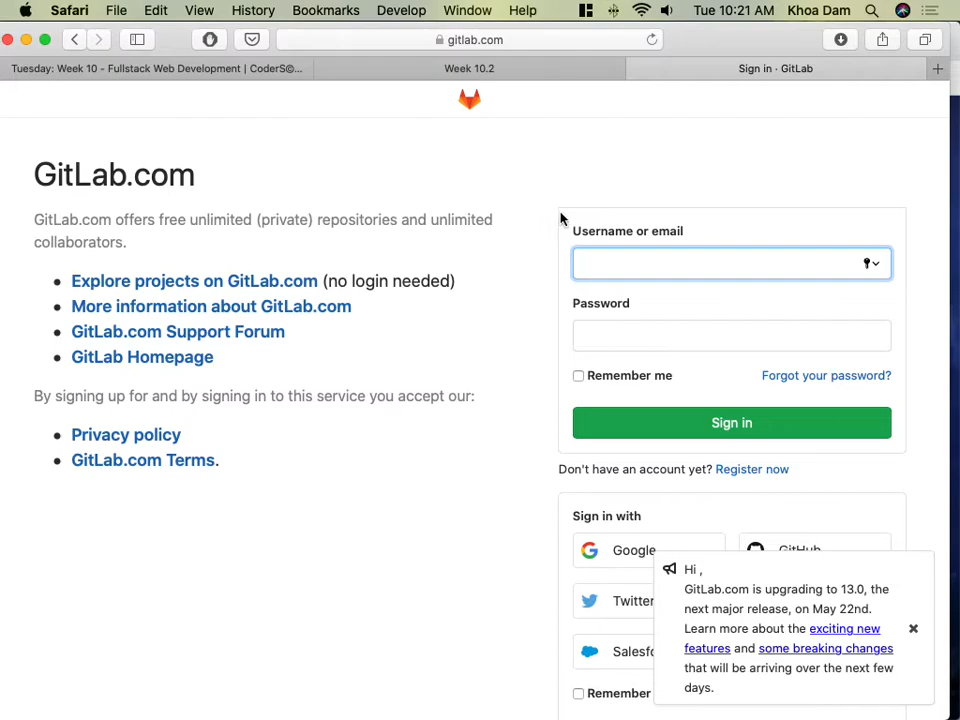 Safari File Edit View History Bookmarks Develop Window Help Tue 10:21 AM Khoa Dam
gitlab.com
Tuesday: Week 10 - Fullstack Web Development | CoderS©...
Week 10.2
Sign in · GitLab
GitLab.com
GitLab.com offers free unlimited (private) repositories and unlimited
collaborators.
Explore projects on GitLab.com (no login needed)
More information about GitLab.com
GitLab.com Support Forum
GitLab Homepage
By signing up for and by signing in to this service you accept our:
Privacy policy
GitLab.com Terms.
Username or email
Password
Remember me
Forgot your password?
Sign in
Don't have an account yet? Register now
Sign in with
Google
GitHub
Twitter
Salesfo
Remember
Hi ,
GitLab.com is upgrading to 13.0, the
next major release, on May 22nd.
Learn more about the exciting new
features and some breaking changes
that will be arriving over the next few
days.